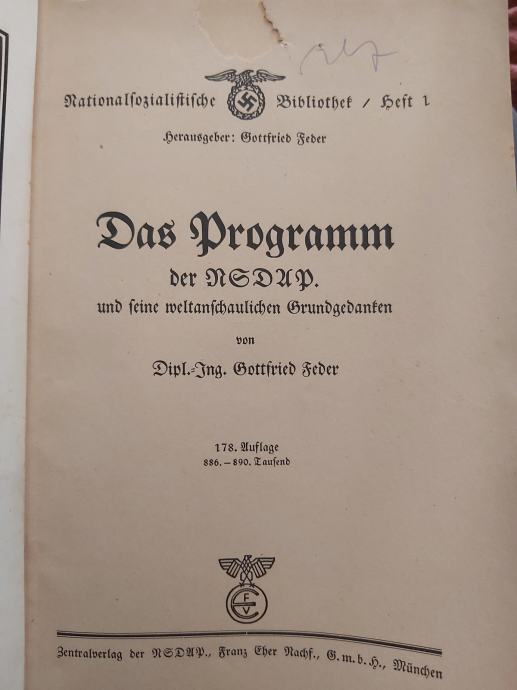 Nationalsozialistische Bibliothek / Heft 1
Herausgeber: Gottfried Feder
Das Programm
der NSDAP.
und seine weltanschaulichen Grundgedanken
von
Dipl.-Ing. Gottfried Feder
178. Auflage
886.–890. Tausend
F
E
V
Zentralverlag der NSDAP., Franz Eher Nachf., G.m.b.H., München